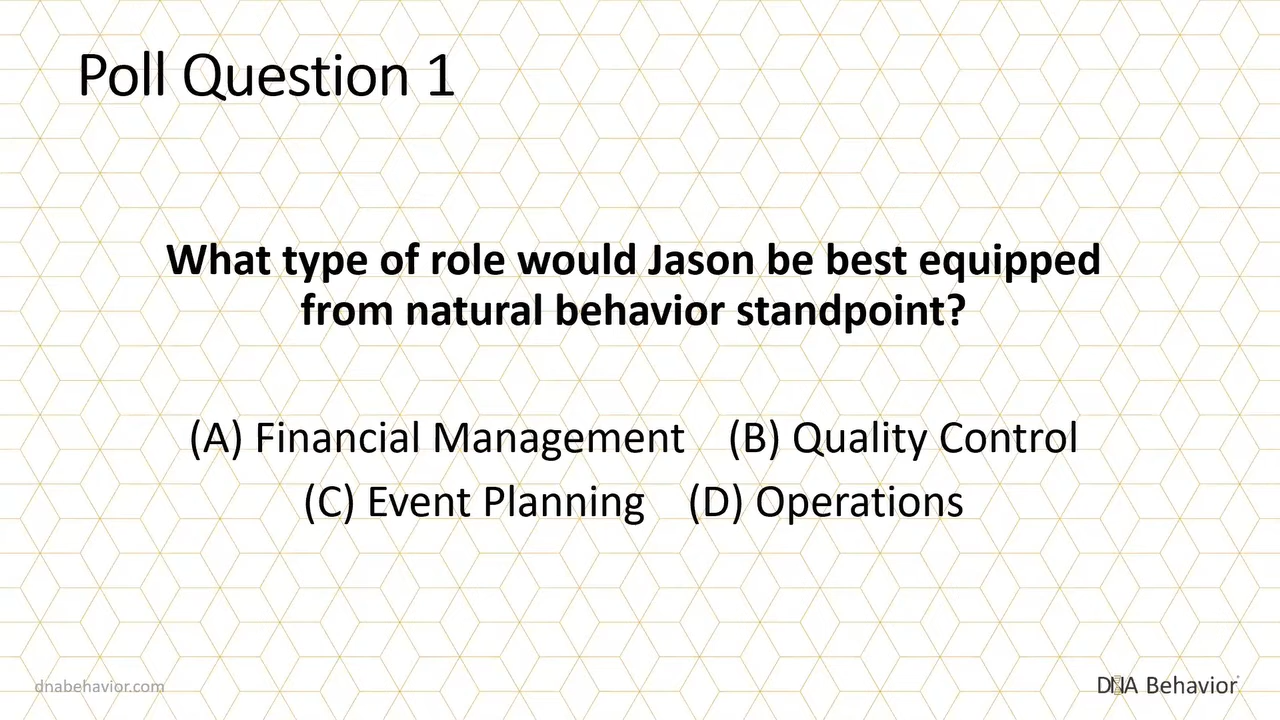 Poll Question 1
What type of role would Jason be best equipped
from natural behavior standpoint?
(A) Financial Management (B) Quality Control
(C) Event Planning (D) Operations
dnabehavior.com
DNA Behavior